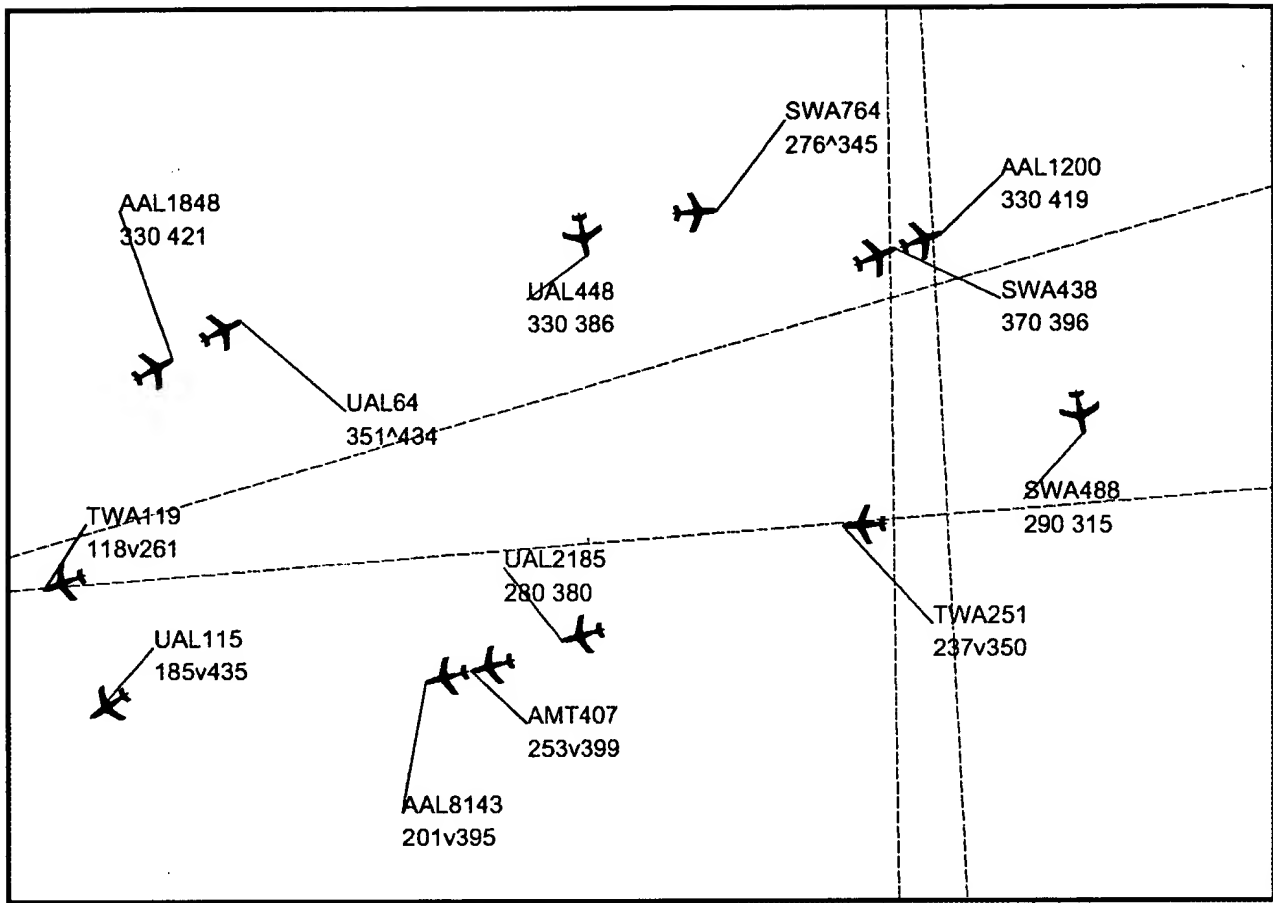 SWA764
276^345
AAL1200
330 419
AAL1848
330 421
UAL448
330 386
SWA438
370 396
UAL64
351^434
SWA488
290 315
TWA119
118v261
UAL2185
280 380
TWA251
237v350
UAL115
185v435
AMT407
253v399
AAL8143
201v395